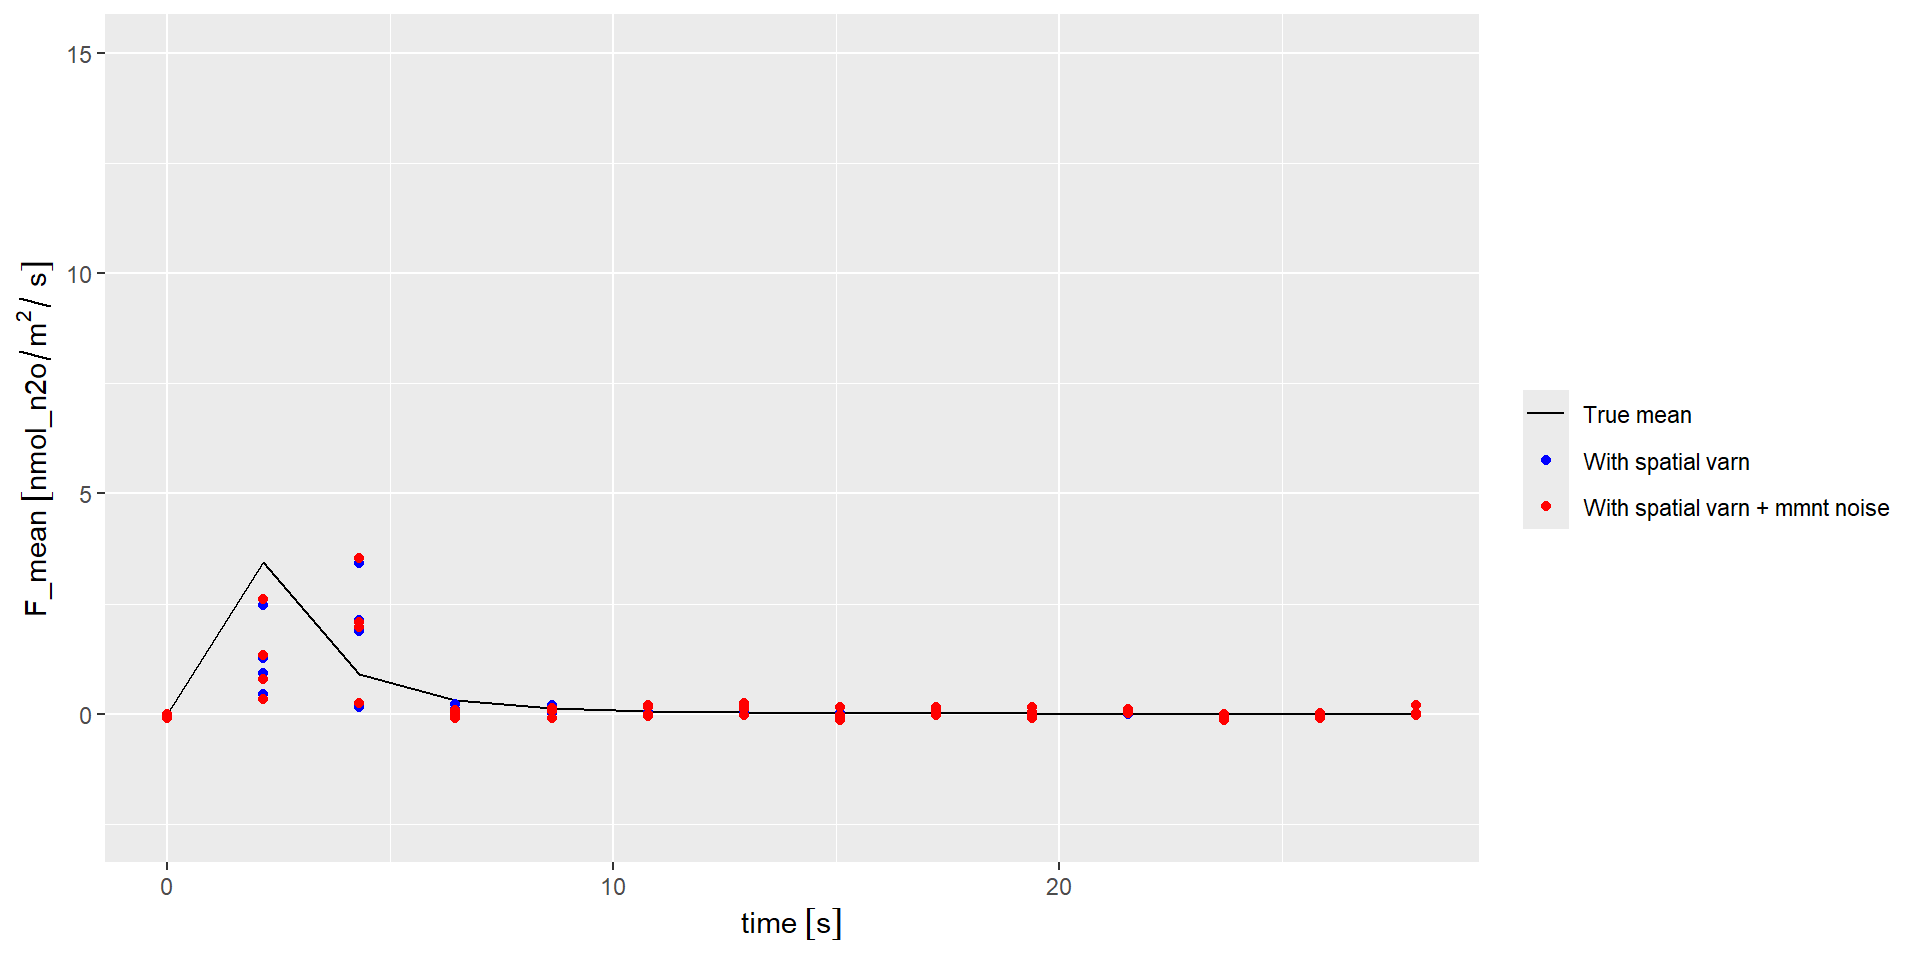 15
10
5
0
F_mean [nmol_n2o/m²/s]
0
10
20
time [s]
True mean
With spatial varn
With spatial varn + mmnt noise